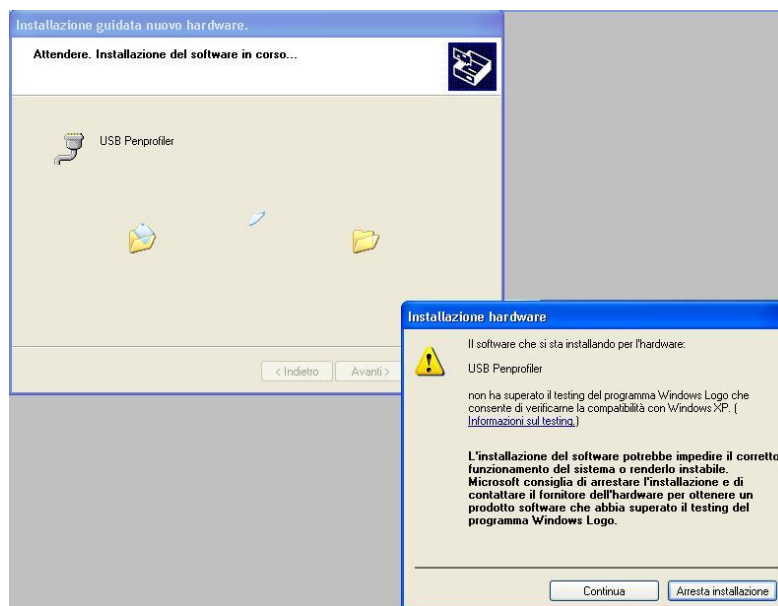 Installazione guidata nuovo hardware.
Attendere. Installazione del software in corso...
USB Penprofiler
< Indietro
Avanti >
Installazione hardware
Il software che si sta installando per l'hardware:
USB Penprofiler
non ha superato il testing del programma Windows Logo che
consente di verificarne la compatibilità con Windows XP. (
Informazioni sul testing.)
L'installazione del software potrebbe impedire il corretto
funzionamento del sistema o renderlo instabile.
Microsoft consiglia di arrestare l'installazione e di
contattare il fornitore dell'hardware per ottenere un
prodotto software che abbia superato il testing del
programma Windows Logo.
Continua
Arresta installazione